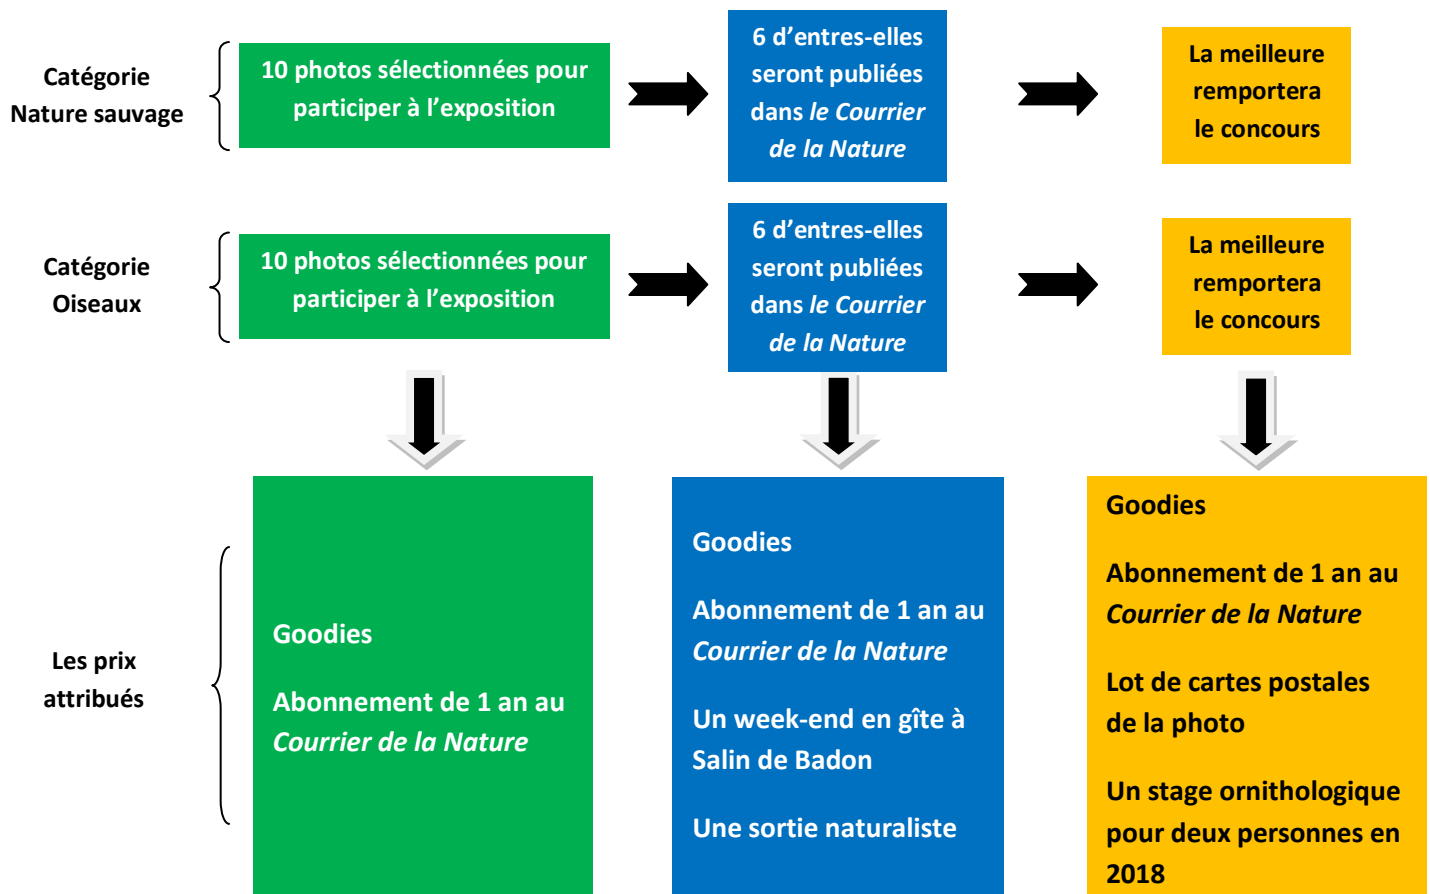 Catégorie
Nature sauvage
10 photos sélectionnées pour
participer à l’exposition
6 d’entres-elles
seront publiées
dans le Courrier
de la Nature
La meilleure
remportera
le concours
Catégorie
Oiseaux
10 photos sélectionnées pour
participer à l’exposition
6 d’entres-elles
seront publiées
dans le Courrier
de la Nature
La meilleure
remportera
le concours
Les prix
attribués
Goodies
Abonnement de 1 an au
Courrier de la Nature
Goodies
Abonnement de 1 an au
Courrier de la Nature
Un week-end en gîte à
Salin de Badon
Une sortie naturaliste
Goodies
Abonnement de 1 an au
Courrier de la Nature
Lot de cartes postales
de la photo
Un stage ornithologique
pour deux personnes en
2018